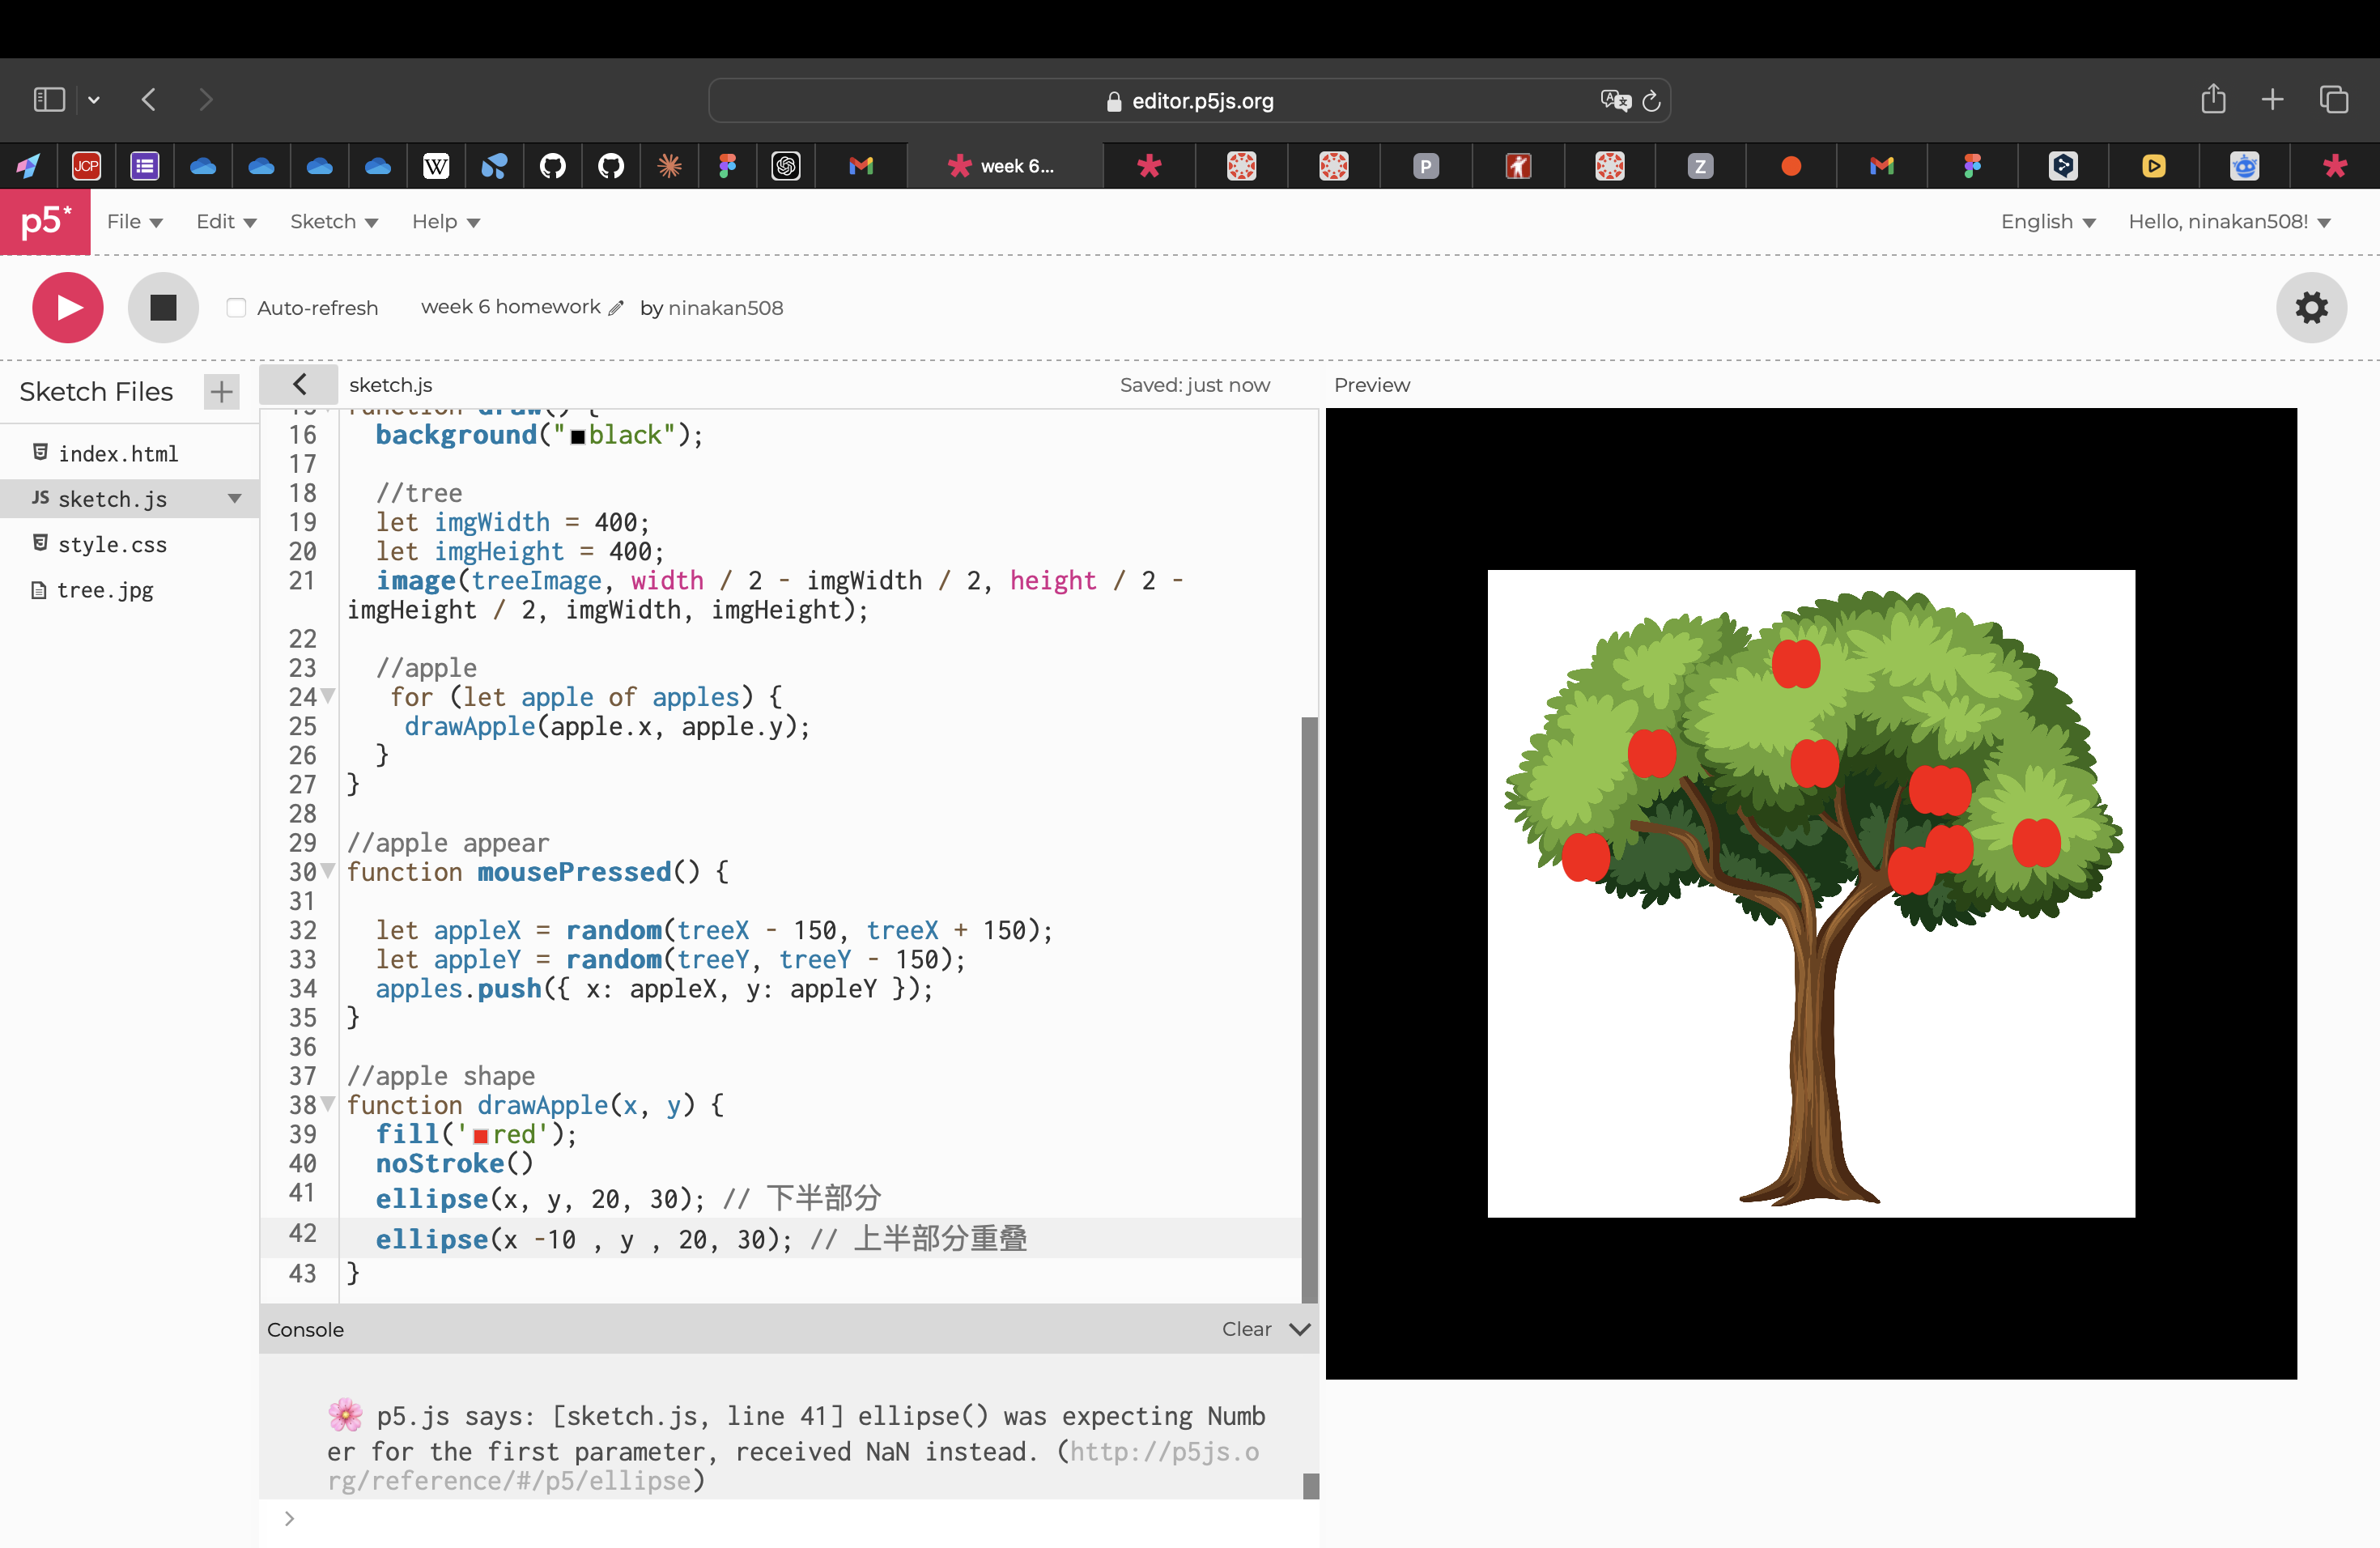 editor.p5js.org
JCP
W
week 6...
P
Z
p5*
File
Edit
Sketch
Help
English
Hello, ninakan508!
Auto-refresh
week 6 homework
by ninakan508
Sketch Files
+
sketch.js
Saved: just now
Preview
index.html
JS sketch.js
style.css
tree.jpg
15 function draw() {
16 background("black");
17
18 //tree
19 let imgWidth = 400;
20 let imgHeight = 400;
21 image(treeImage, width / 2 - imgWidth / 2, height / 2 -
imgHeight / 2, imgWidth, imgHeight);
22
23 //apple
24 for (let apple of apples) {
25 drawApple(apple.x, apple.y);
26 }
27 }
28
29 //apple appear
30 function mousePressed() {
31
32 let appleX = random(treeX - 150, treeX + 150);
33 let appleY = random(treeY, treeY - 150);
34 apples.push({ x: appleX, y: appleY });
35 }
36
37 //apple shape
38 function drawApple(x, y) {
39 fill('red');
40 noStroke()
41 ellipse(x, y, 20, 30); // 下半部分
42 ellipse(x -10 , y , 20, 30); // 上半部分重叠
43 }
Console
Clear
🌸 p5.js says: [sketch.js, line 41] ellipse() was expecting Numb
er for the first parameter, received NaN instead. (http://p5js.o
rg/reference/#/p5/ellipse)
>